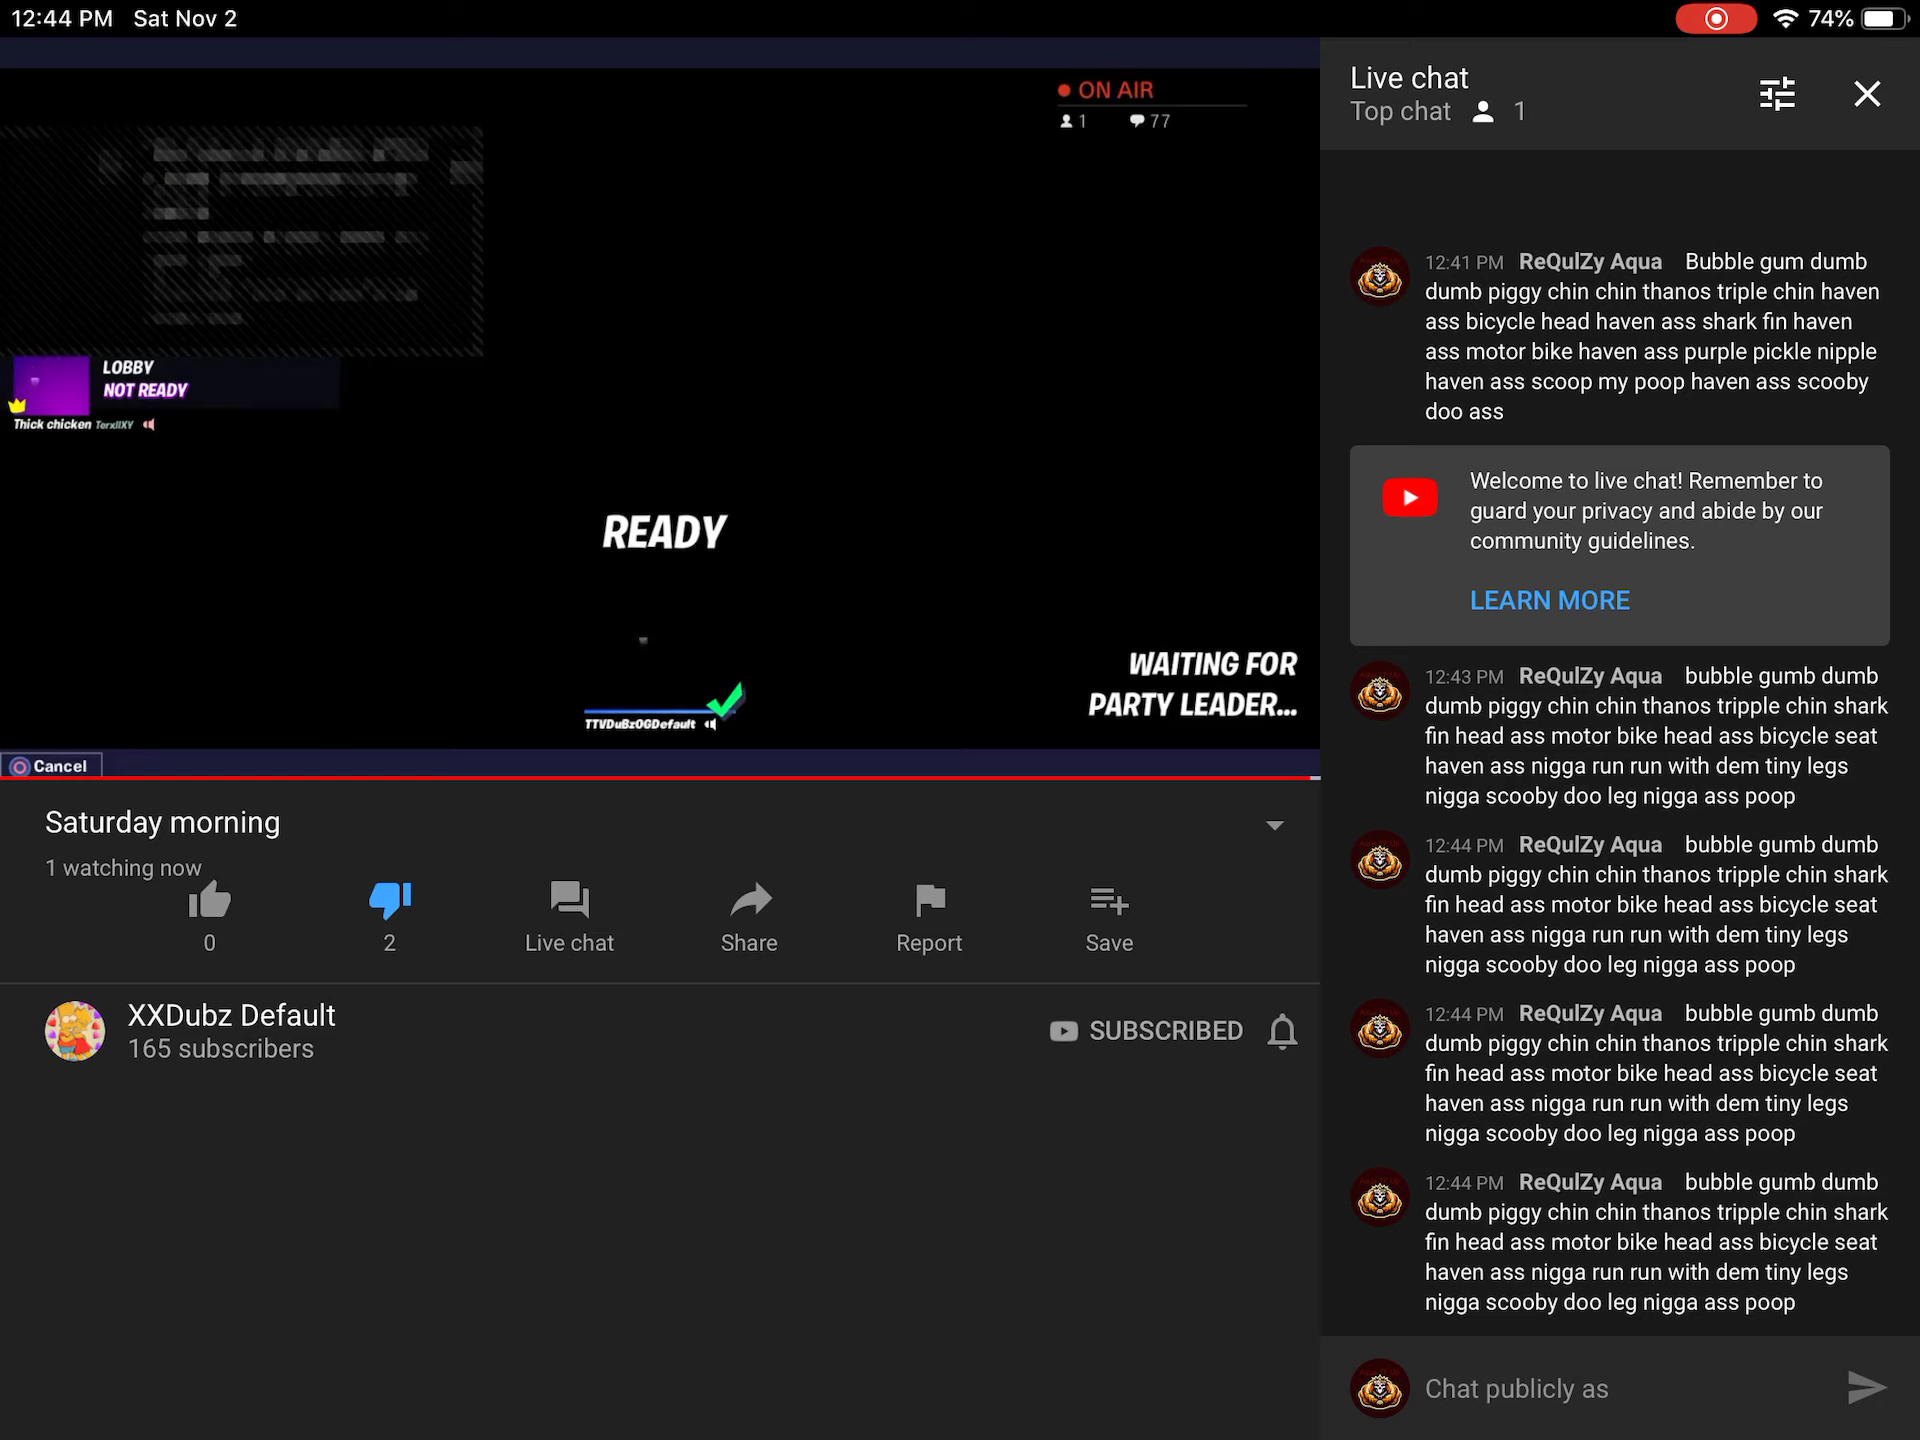 12:44 PM Sat Nov 2
74%
ON AIR
1 77
LOBBY
NOT READY
Thick chicken TerxllXY
READY
WAITING FOR
PARTY LEADER...
TTVDuBzOGDefault
Cancel
Saturday morning
1 watching now
0
2
Live chat
Share
Report
Save
XXDubz Default
165 subscribers
SUBSCRIBED
Live chat
Top chat 1
12:41 PM ReQulZy Aqua Bubble gum dumb
dumb piggy chin chin thanos triple chin haven
ass bicycle head haven ass shark fin haven
ass motor bike haven ass purple pickle nipple
haven ass scoop my poop haven ass scooby
doo ass
Welcome to live chat! Remember to
guard your privacy and abide by our
community guidelines.
LEARN MORE
12:43 PM ReQulZy Aqua bubble gumb dumb
dumb piggy chin chin thanos tripple chin shark
fin head ass motor bike head ass bicycle seat
haven ass nigga run run with dem tiny legs
nigga scooby doo leg nigga ass poop
12:44 PM ReQulZy Aqua bubble gumb dumb
dumb piggy chin chin thanos tripple chin shark
fin head ass motor bike head ass bicycle seat
haven ass nigga run run with dem tiny legs
nigga scooby doo leg nigga ass poop
12:44 PM ReQulZy Aqua bubble gumb dumb
dumb piggy chin chin thanos tripple chin shark
fin head ass motor bike head ass bicycle seat
haven ass nigga run run with dem tiny legs
nigga scooby doo leg nigga ass poop
12:44 PM ReQulZy Aqua bubble gumb dumb
dumb piggy chin chin thanos tripple chin shark
fin head ass motor bike head ass bicycle seat
haven ass nigga run run with dem tiny legs
nigga scooby doo leg nigga ass poop
Chat publicly as